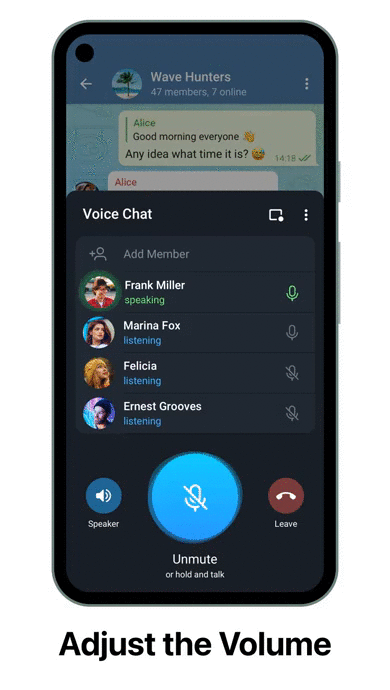 Wave Hunters
47 members, 7 online
Alice
Good morning everyone 👋
Any idea what time it is? 😅
14:18
Alice
Voice Chat
Add Member
Frank Miller
speaking
Marina Fox
listening
Felicia
listening
Ernest Grooves
listening
Speaker
Leave
Unmute
or hold and talk
Adjust the Volume